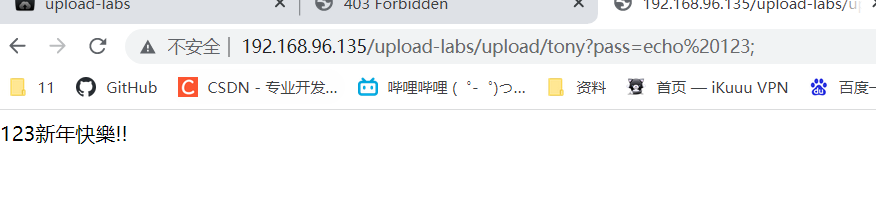 upload-labs
403 Forbidden
192.168.96.135/upload-labs/up
不安全 | 192.168.96.135/upload-labs/upload/tony?pass=echo%20123;
11 GitHub CSDN - 专业开发... 哔哩哔哩 ( ゜- ゜)つ... 资料 首页 — iKuuu VPN 百度一
123新年快樂!!